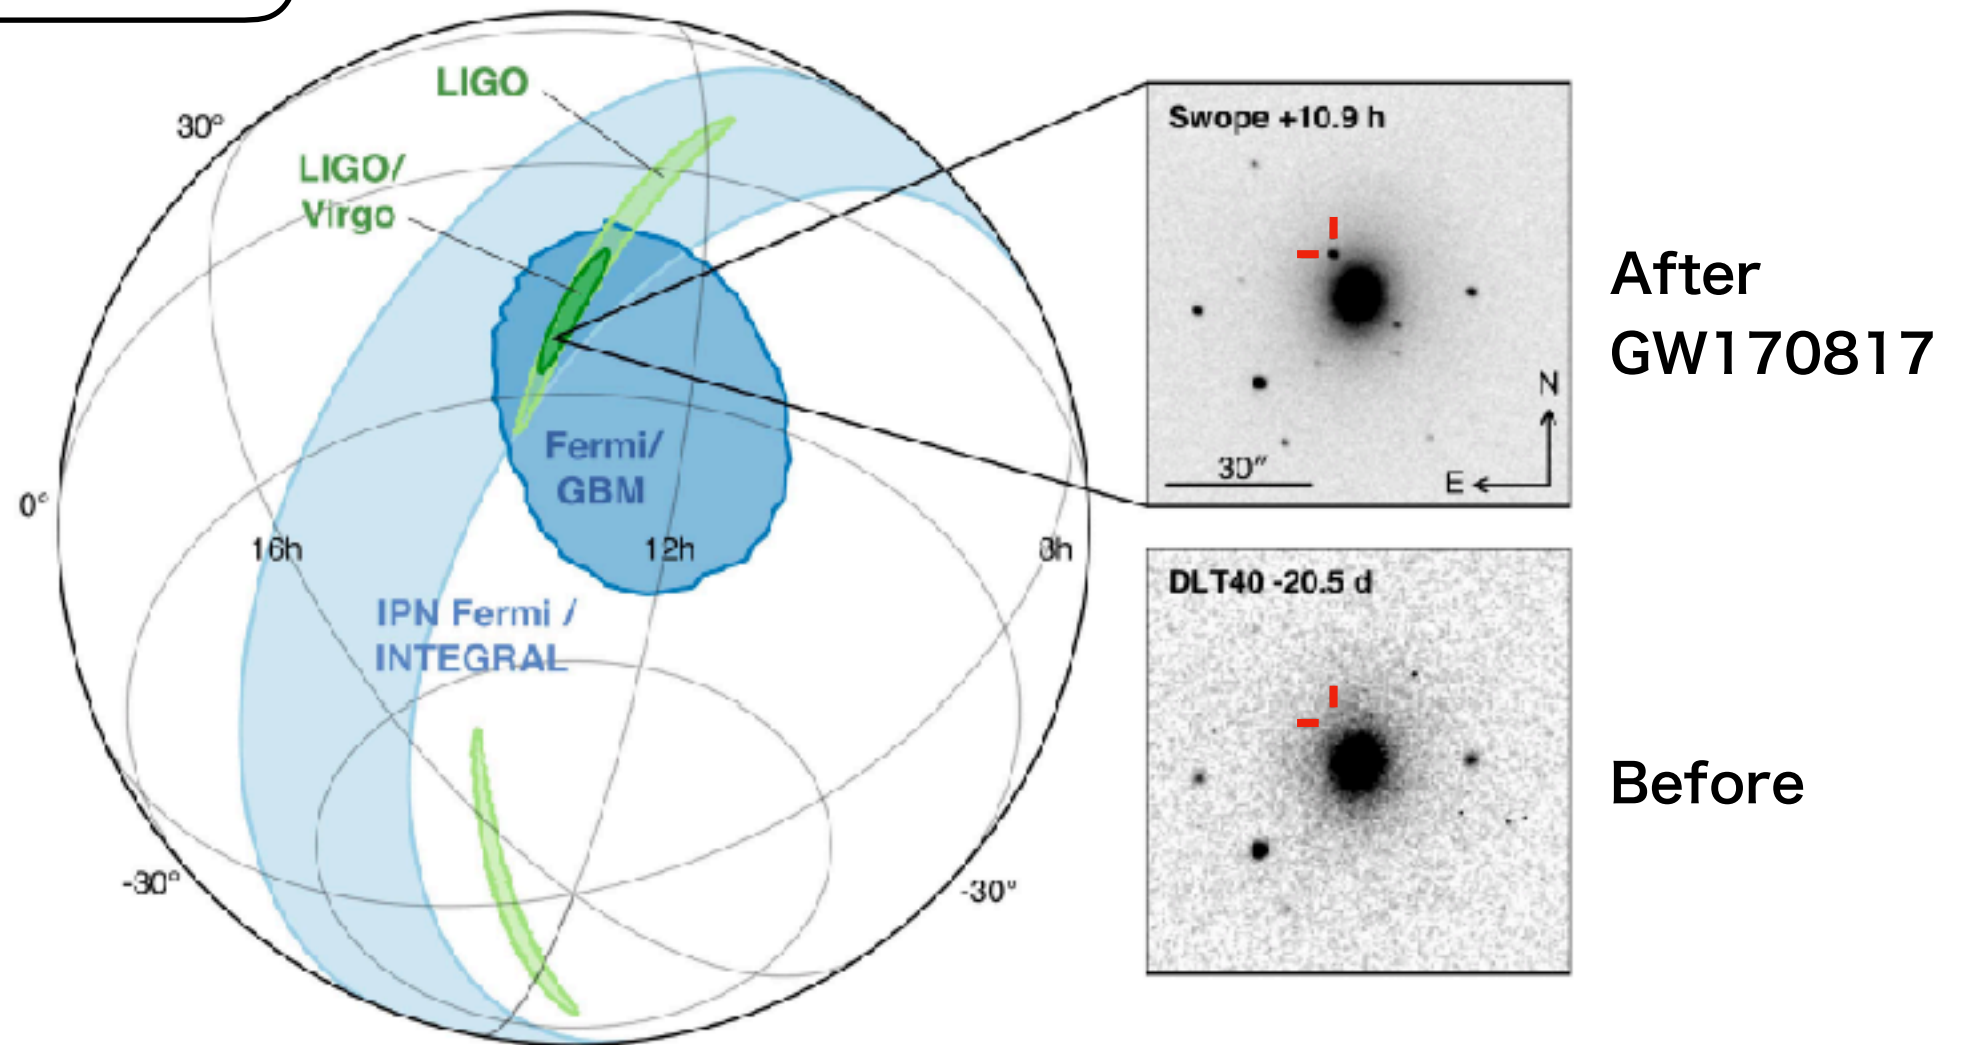 LIGO
30°
LIGO/
Virgo
0°
Fermi/
GBM
16h
12h
8h
IPN Fermi /
INTEGRAL
-30°
-30°
Swope +10.9 h
30″
N
E
After
GW170817
DLT40 -20.5 d
Before